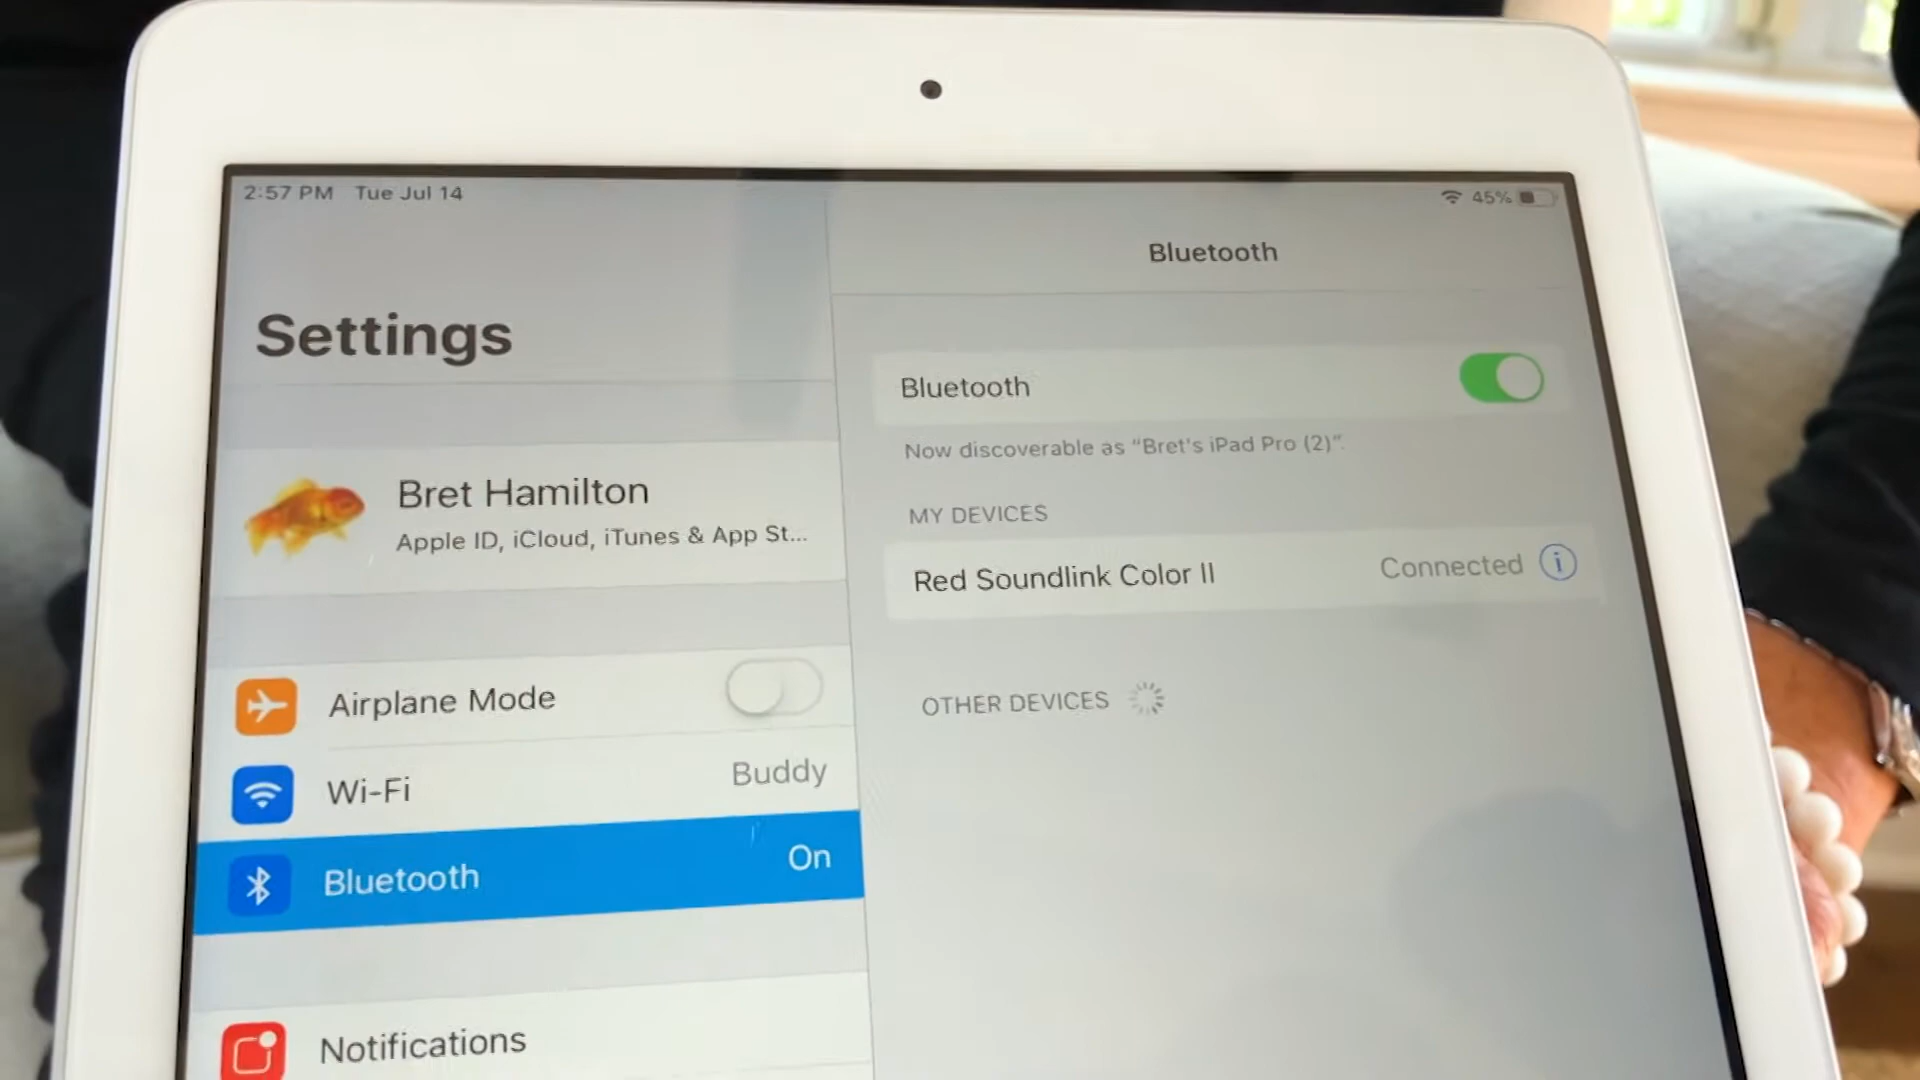 2:57 PM Tue Jul 14
45%
Settings
Bret Hamilton
Apple ID, iCloud, iTunes & App St...
Airplane Mode
Wi-Fi
Buddy
Bluetooth
On
Notifications
Bluetooth
Bluetooth
Now discoverable as “Bret's iPad Pro (2)”.
MY DEVICES
Red Soundlink Color II
Connected
OTHER DEVICES